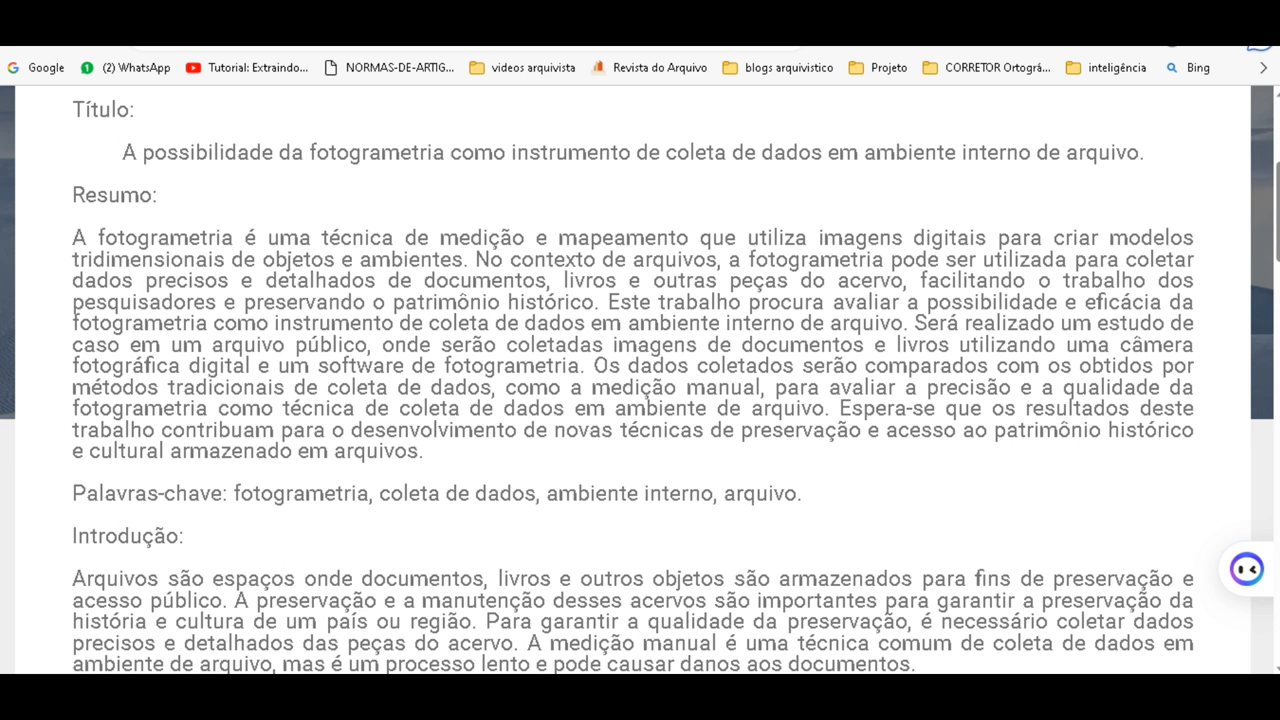 Google (2) WhatsApp Tutorial: Extraindo... NORMAS-DE-ARTIG... videos arquivista Revista do Arquivo blogs arquivistico Projeto CORRETOR Ortográ... inteligência Bing
Título:
A possibilidade da fotogrametria como instrumento de coleta de dados em ambiente interno de arquivo.
Resumo:
A fotogrametria é uma técnica de medição e mapeamento que utiliza imagens digitais para criar modelos
tridimensionais de objetos e ambientes. No contexto de arquivos, a fotogrametria pode ser utilizada para coletar
dados precisos e detalhados de documentos, livros e outras peças do acervo, facilitando o trabalho dos
pesquisadores e preservando o patrimônio histórico. Este trabalho procura avaliar a possibilidade e eficácia da
fotogrametria como instrumento de coleta de dados em ambiente interno de arquivo. Será realizado um estudo de
caso em um arquivo público, onde serão coletadas imagens de documentos e livros utilizando uma câmera
fotográfica digital e um software de fotogrametria. Os dados coletados serão comparados com os obtidos por
métodos tradicionais de coleta de dados, como a medição manual, para avaliar a precisão e a qualidade da
fotogrametria como técnica de coleta de dados em ambiente de arquivo. Espera-se que os resultados deste
trabalho contribuam para o desenvolvimento de novas técnicas de preservação e acesso ao patrimônio histórico
e cultural armazenado em arquivos.
Palavras-chave: fotogrametria, coleta de dados, ambiente interno, arquivo.
Introdução:
Arquivos são espaços onde documentos, livros e outros objetos são armazenados para fins de preservação e
acesso público. A preservação e a manutenção desses acervos são importantes para garantir a preservação da
história e cultura de um país ou região. Para garantir a qualidade da preservação, é necessário coletar dados
precisos e detalhados das peças do acervo. A medição manual é uma técnica comum de coleta de dados em
ambiente de arquivo, mas é um processo lento e pode causar danos aos documentos.